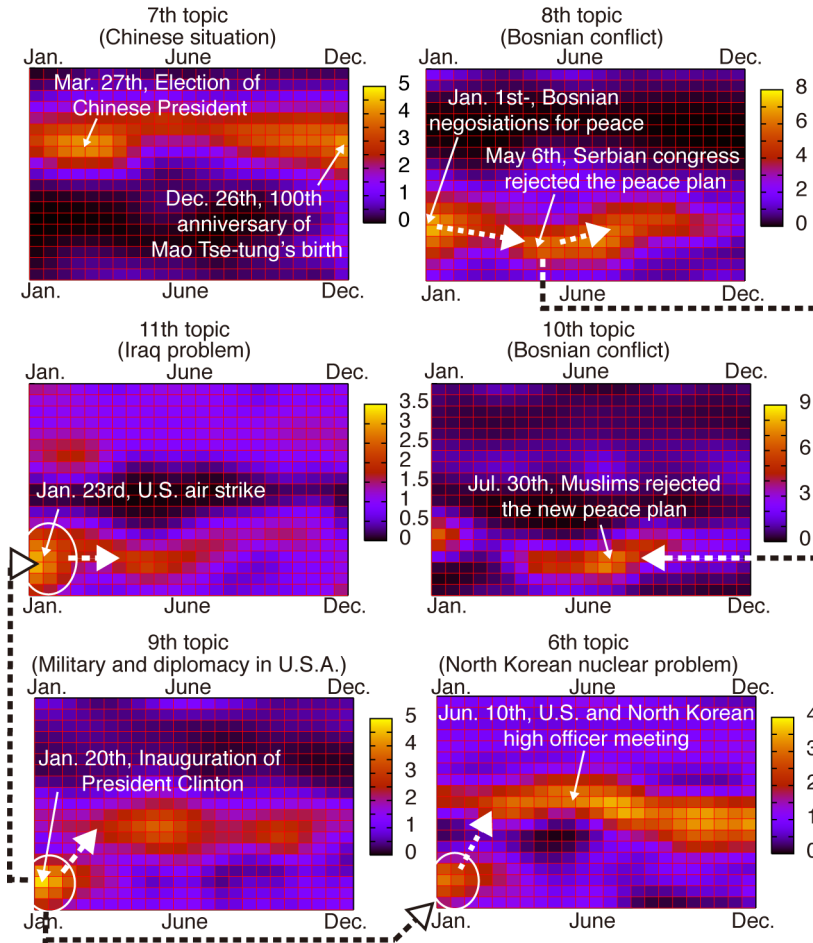 7th topic
(Chinese situation)
Jan. June Dec.
Mar. 27th, Election of
Chinese President
Dec. 26th, 100th
anniversary of
Mao Tse-tung's birth
Jan. June Dec.
5
4
3
2
1
0
8th topic
(Bosnian conflict)
Jan. June Dec.
Jan. 1st-, Bosnian
negosiations for peace
May 6th, Serbian congress
rejected the peace plan
Jan. June Dec.
8
6
4
2
0
11th topic
(Iraq problem)
Jan. June Dec.
Jan. 23rd, U.S. air strike
Jan. June Dec.
3.5
3
2.5
2
1.5
1
0.5
0
10th topic
(Bosnian conflict)
Jan. June Dec.
Jul. 30th, Muslims rejected
the new peace plan
Jan. June Dec.
9
6
3
0
9th topic
(Military and diplomacy in U.S.A.)
Jan. June Dec.
Jan. 20th, Inauguration of
President Clinton
Jan. June Dec.
5
4
3
2
1
0
6th topic
(North Korean nuclear problem)
Jan. June Dec.
Jun. 10th, U.S. and North Korean
high officer meeting
Jan. June Dec.
4
3
2
1
0